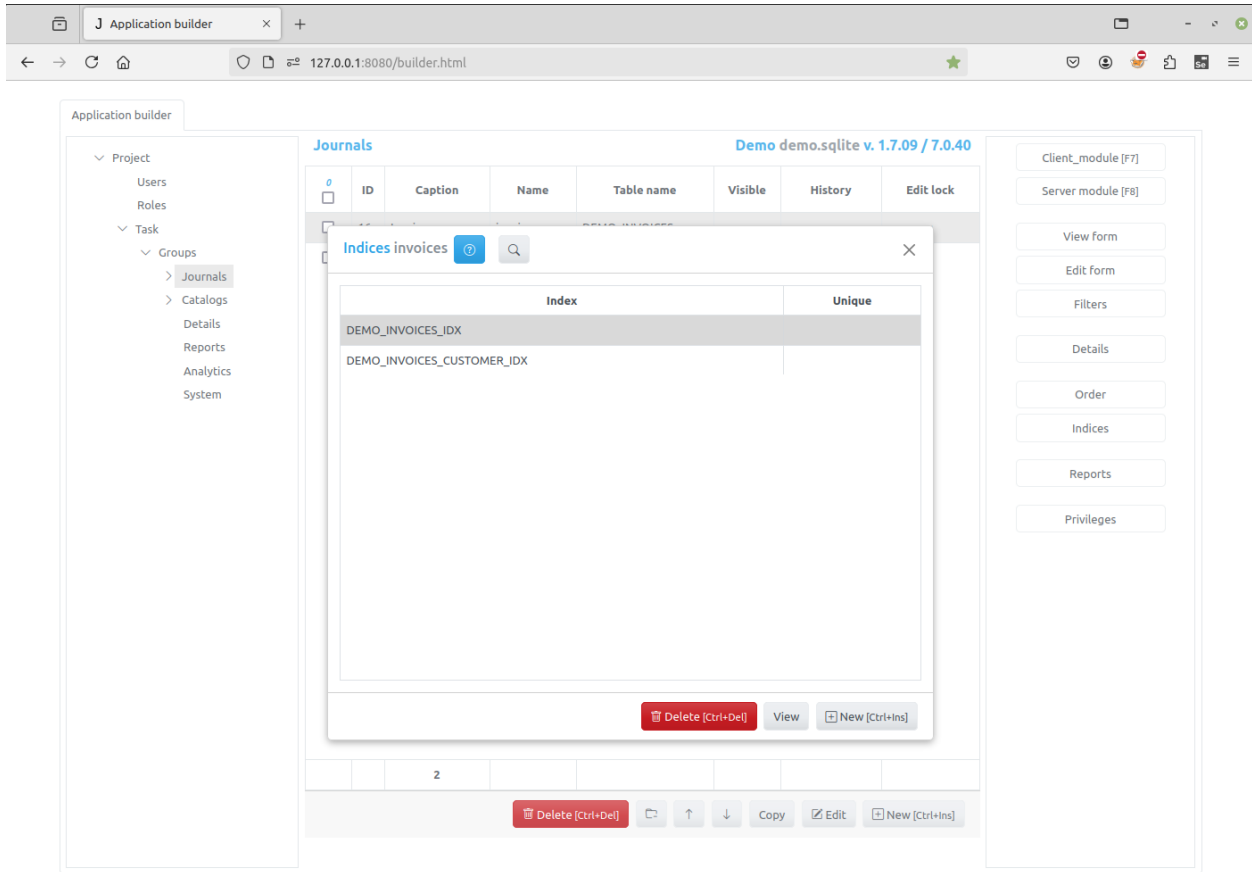 J Application builder
127.0.0.1:8080/builder.html
Application builder
Project
Users
Roles
Task
Groups
Journals
Catalogs
Details
Reports
Analytics
System
Journals
Demo demo.sqlite v. 1.7.09 / 7.0.40
0
ID Caption Name Table name Visible History Edit lock
Indices invoices
Index Unique
DEMO_INVOICES_IDX
DEMO_INVOICES_CUSTOMER_IDX
Delete [Ctrl+Del] View New [Ctrl+Ins]
2
Delete [Ctrl+Del] Copy Edit New [Ctrl+Ins]
Client_module [F7]
Server module [F8]
View form
Edit form
Filters
Details
Order
Indices
Reports
Privileges